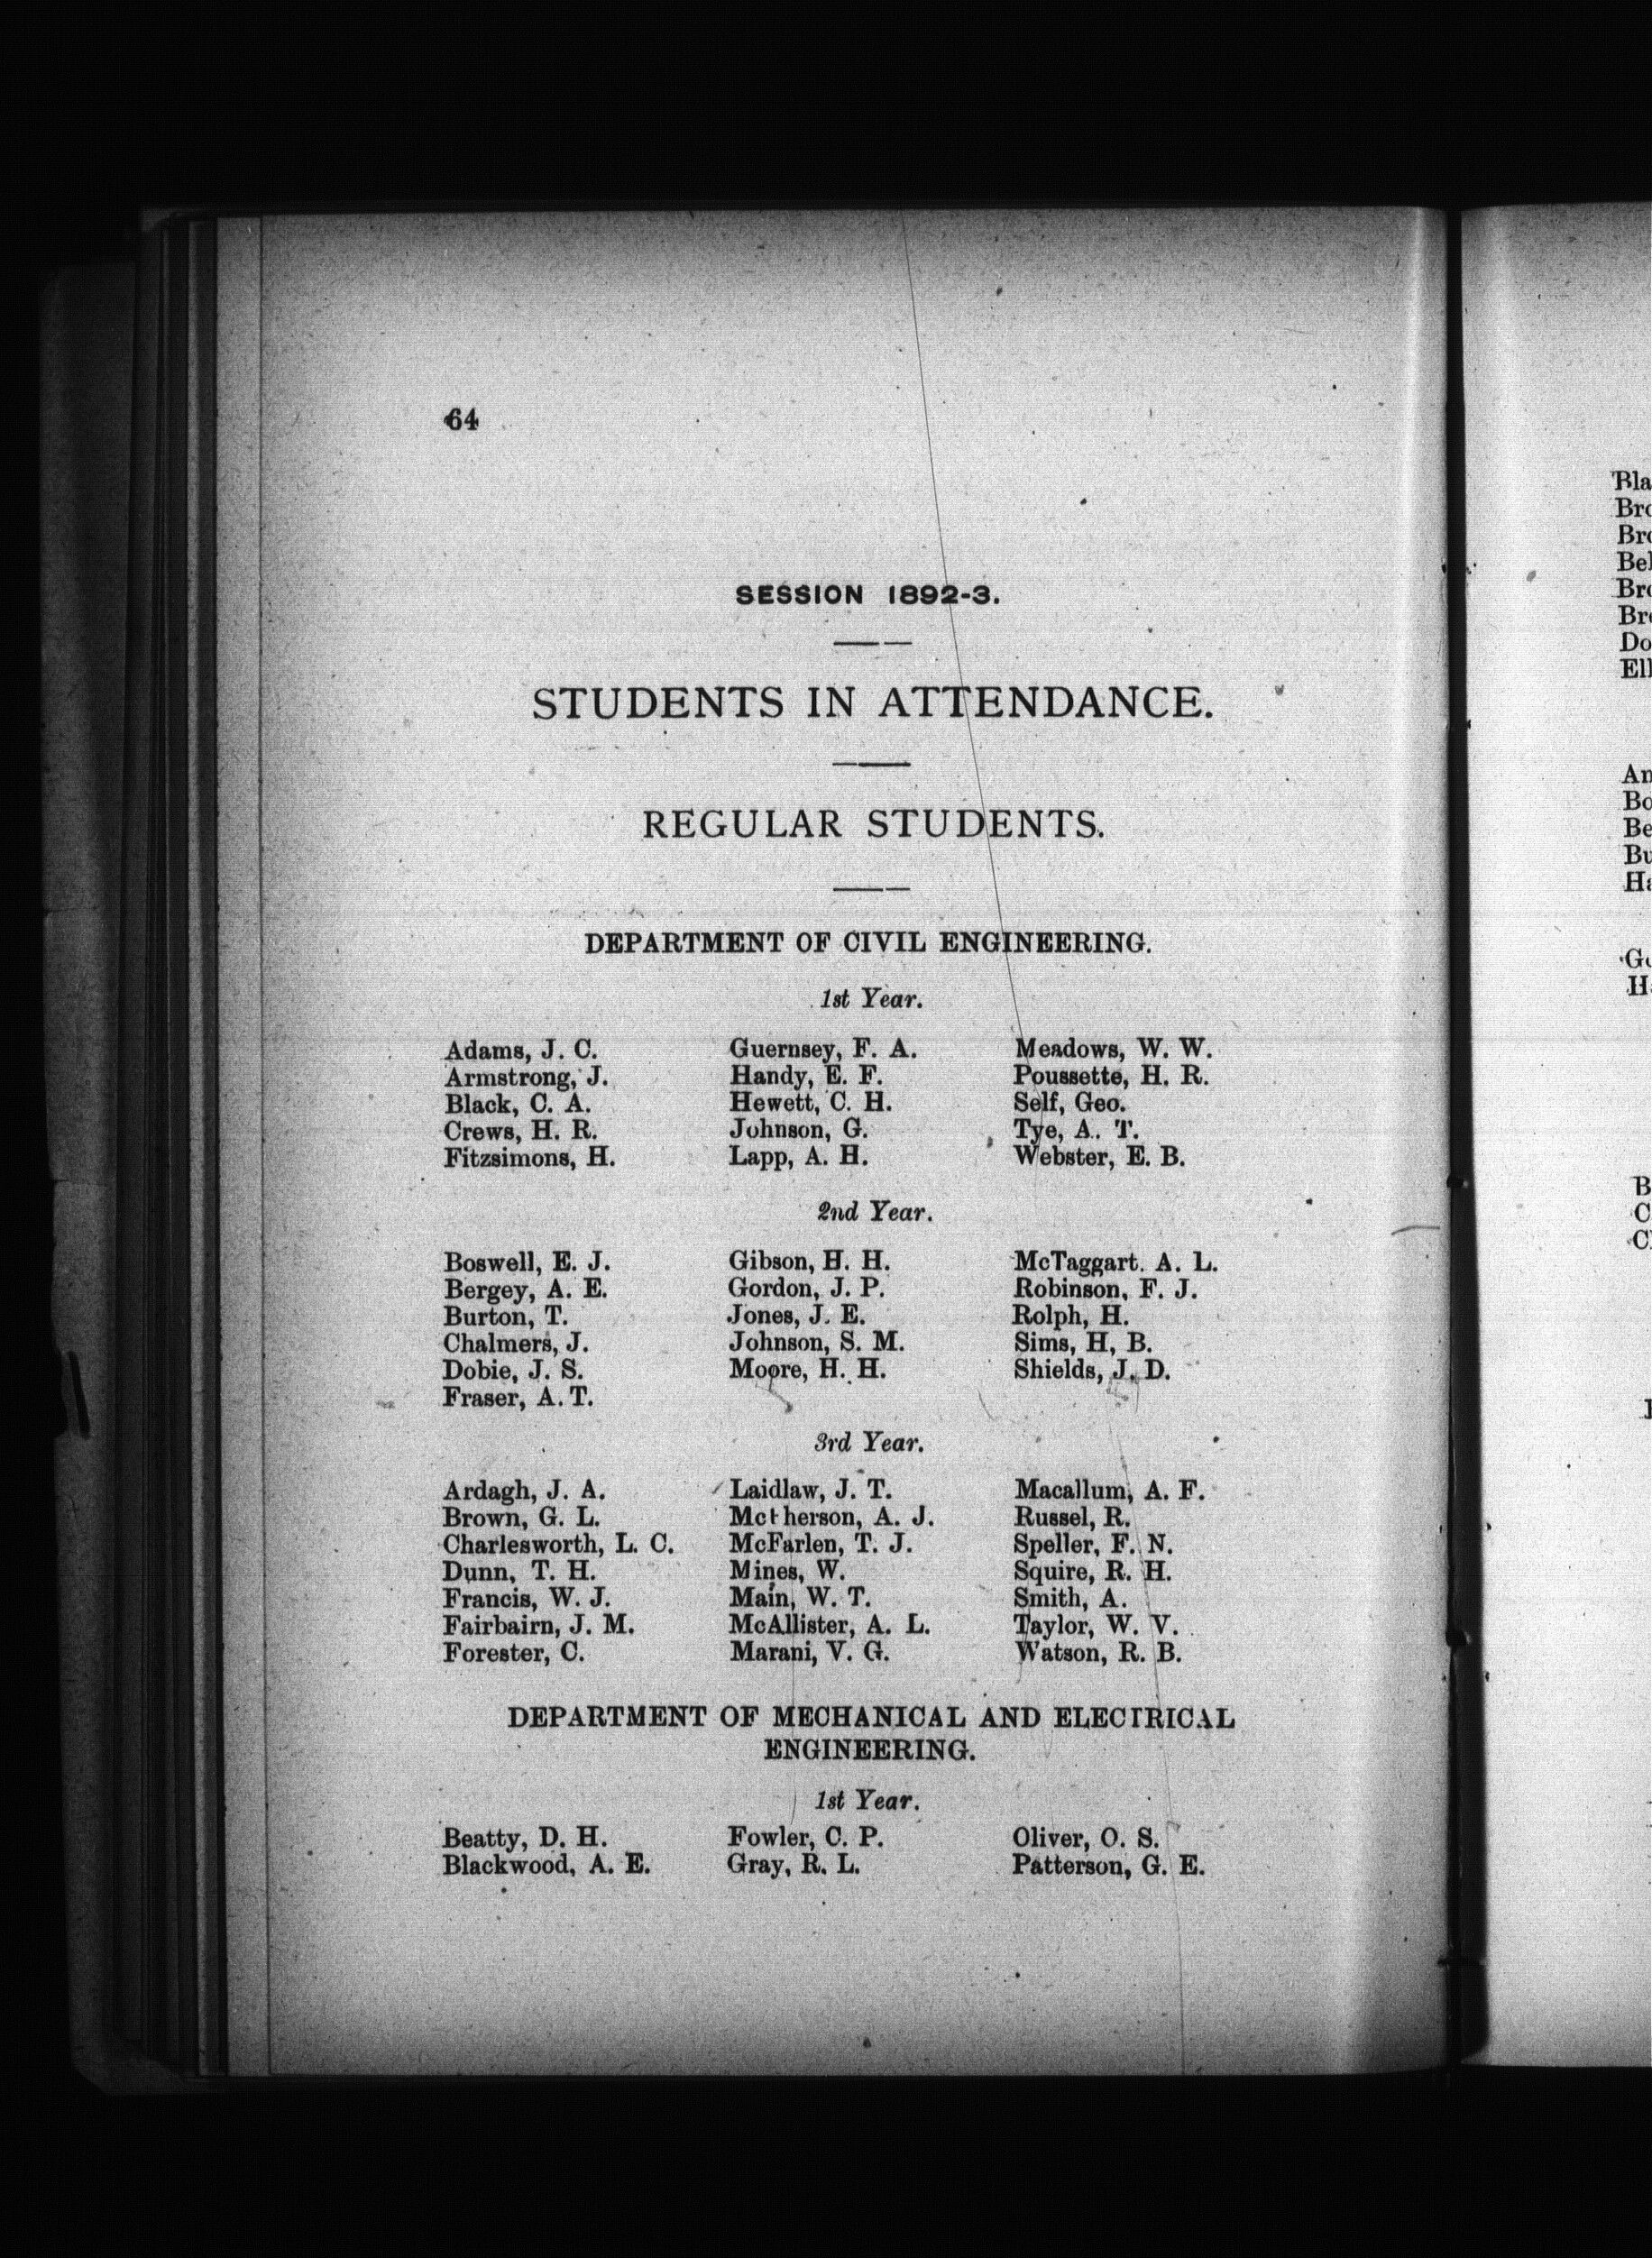 64
SESSION 1892-3.
STUDENTS IN ATTENDANCE.
REGULAR STUDENTS.
DEPARTMENT OF CIVIL ENGINEERING.
1st Year.
Adams, J. C. Guernsey, F. A. Meadows, W. W.
Armstrong, J. Handy, E. F. Poussette, H. R.
Black, C. A. Hewett, C. H. Self, Geo.
Crews, H. R. Johnson, G. Tye, A. T.
Fitzsimons, H. Lapp, A. H. Webster, E. B.
2nd Year.
Boswell, E. J. Gibson, H. H. McTaggart. A. L.
Bergey, A. E. Gordon, J. P. Robinson, F. J.
Burton, T. Jones, J. E. Rolph, H.
Chalmers, J. Johnson, S. M. Sims, H, B.
Dobie, J. S. Moore, H. H. Shields, J. D.
Fraser, A. T.
3rd Year.
Ardagh, J. A. Laidlaw, J. T. Macallum, A. F.
Brown, G. L. A. J. Russel, R.
Charlesworth, L. C. McFarlen, T. J. Speller, F. N.
Dunn, T. H. Mines, W. Squire, R. H.
Francis, W. J. Main, W. T. Smith, A.
Fairbairn, J. M. McAllister, A. L. Taylor, W. V.
Forester, C. Marani, V. G. Watson, R. B.
DEPARTMENT OF MECHANICAL AND ELECTRICAL
ENGINEERING.
1st Year.
Beatty, D. H. Fowler, C. P. Oliver, O. S.
Blackwood, A. E. Gray, R. L. Patterson, G. E.